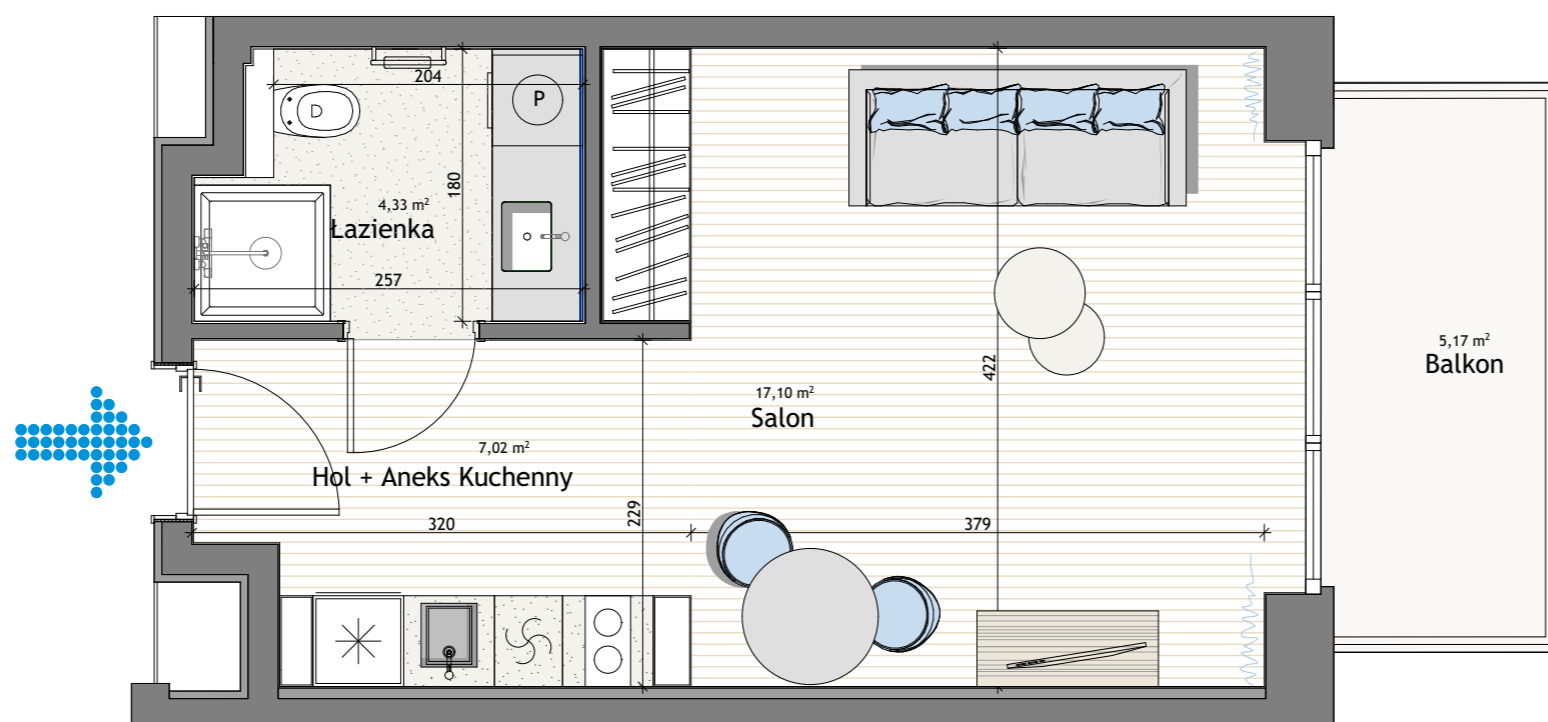 204
D
P
180
4,33 m²
Łazienka
257
422
5,17 m²
Balkon
17,10 m²
Salon
7,02 m²
Hol + Aneks Kuchenny
320
229
379